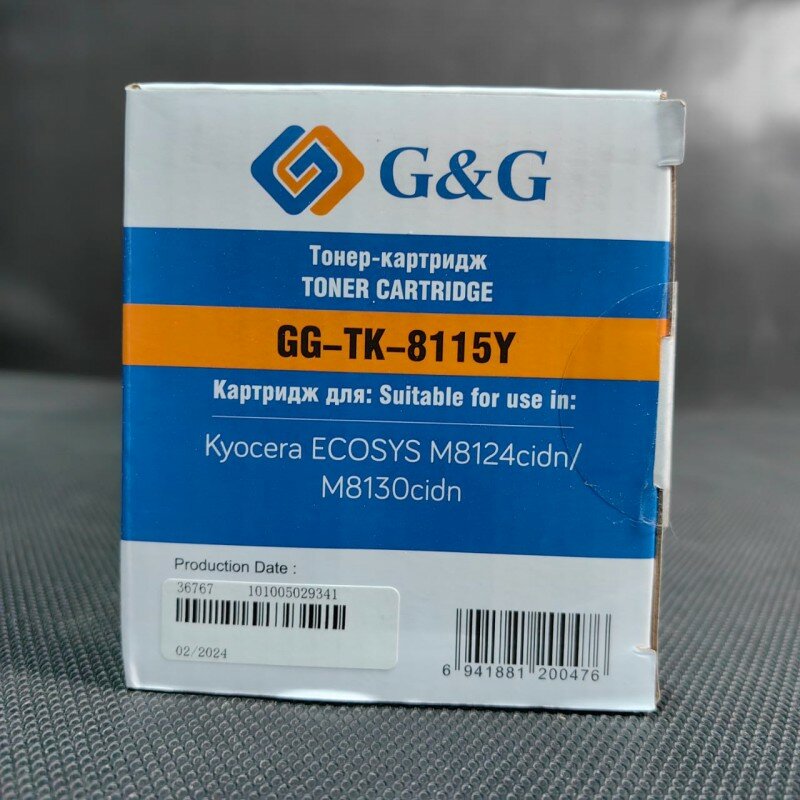 G&G
Тонер-картридж
TONER CARTRIDGE
GG-TK-8115Y
Картридж для: Suitable for use in:
Kyocera ECOSYS M8124cidn/
M8130cidn
Production Date :
36767 101005029341
02/2024
6 941881 200476